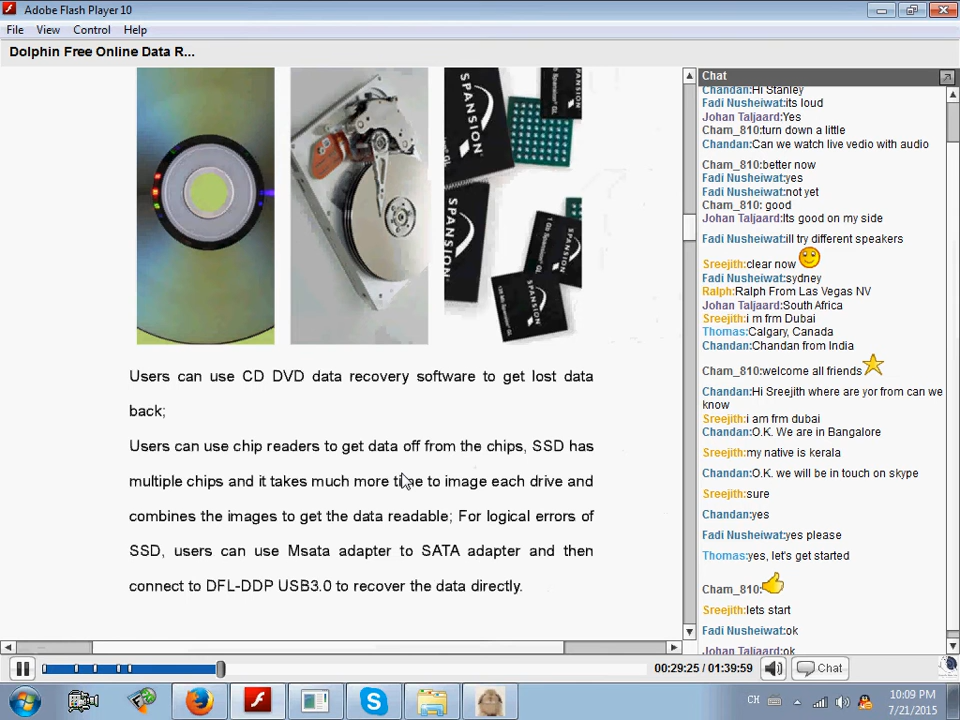 Adobe Flash Player 10
File View Control Help
Dolphin Free Online Data R...
SPANSION
SPANSION
SPANSION
SPANSION
Users can use CD DVD data recovery software to get lost data
back;
Users can use chip readers to get data off from the chips, SSD has
multiple chips and it takes much more time to image each drive and
combines the images to get the data readable; For logical errors of
SSD, users can use Msata adapter to SATA adapter and then
connect to DFL-DDP USB3.0 to recover the data directly.
Chat
Chandan:Hi Stanley
Fadi Nusheiwat:its loud
Johan Taljaard:Yes
Cham_810:turn down a little
Chandan:Can we watch live vedio with audio
Cham_810:better now
Fadi Nusheiwat:yes
Fadi Nusheiwat:not yet
Cham_810: good
Johan Taljaard:Its good on my side
Fadi Nusheiwat:ill try different speakers
Sreejith:clear now
Fadi Nusheiwat:sydney
Ralph:Ralph From Las Vegas NV
Johan Taljaard:South Africa
Sreejith:i m frm Dubai
Thomas:Calgary, Canada
Chandan:Chandan from India
Cham_810:welcome all friends
Chandan:Hi Sreejith where are yor from can we
know
Sreejith:i am frm dubai
Chandan:O.K. We are in Bangalore
Sreejith:my native is kerala
Chandan:O.K. we will be in touch on skype
Sreejith:sure
Chandan:yes
Fadi Nusheiwat:yes please
Thomas:yes, let's get started
Cham_810:
Sreejith:lets start
Fadi Nusheiwat:ok
Johan Taljaard:ok
00:29:25 / 01:39:59
Chat
CH
10:09 PM
7/21/2015